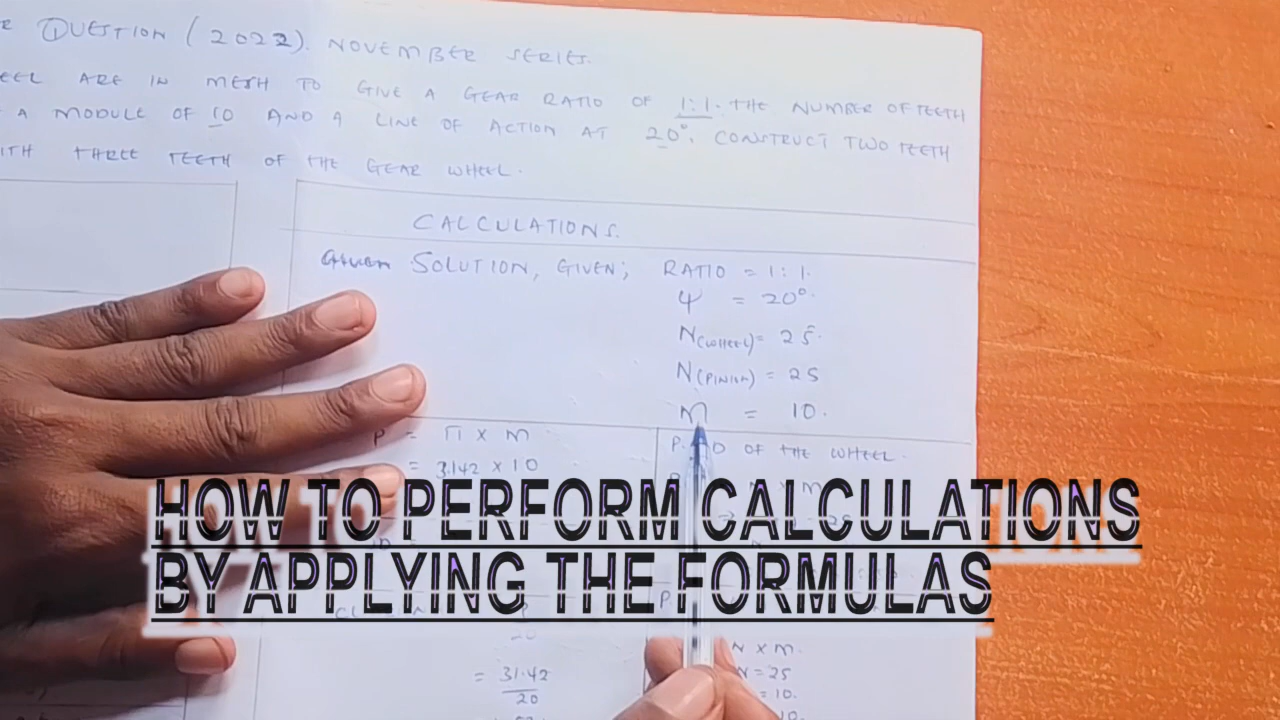 QUESTION (2022). NOVEMBER SERIES.
ARE IN MESH TO GIVE A GEAR RATIO OF 1:1. THE NUMBER OF TEETH
A MODULE OF 10 AND A LINE OF ACTION AT 20°. CONSTRUCT TWO TEETH
THREE TEETH OF THE GEAR WHEEL.
CALCULATIONS.
SOLUTION, GIVEN; RATIO = 1:1.
Ψ = 20°.
N(WHEEL) = 25.
N(PINION) = 25
M = 10.
P = Π × M
= 3.142 × 10
P. D OF THE WHEEL.
HOW TO PERFORM CALCULATIONS
BY APPLYING THE FORMULAS
20
= 31.42
20
N × M.
N = 25
= 10.